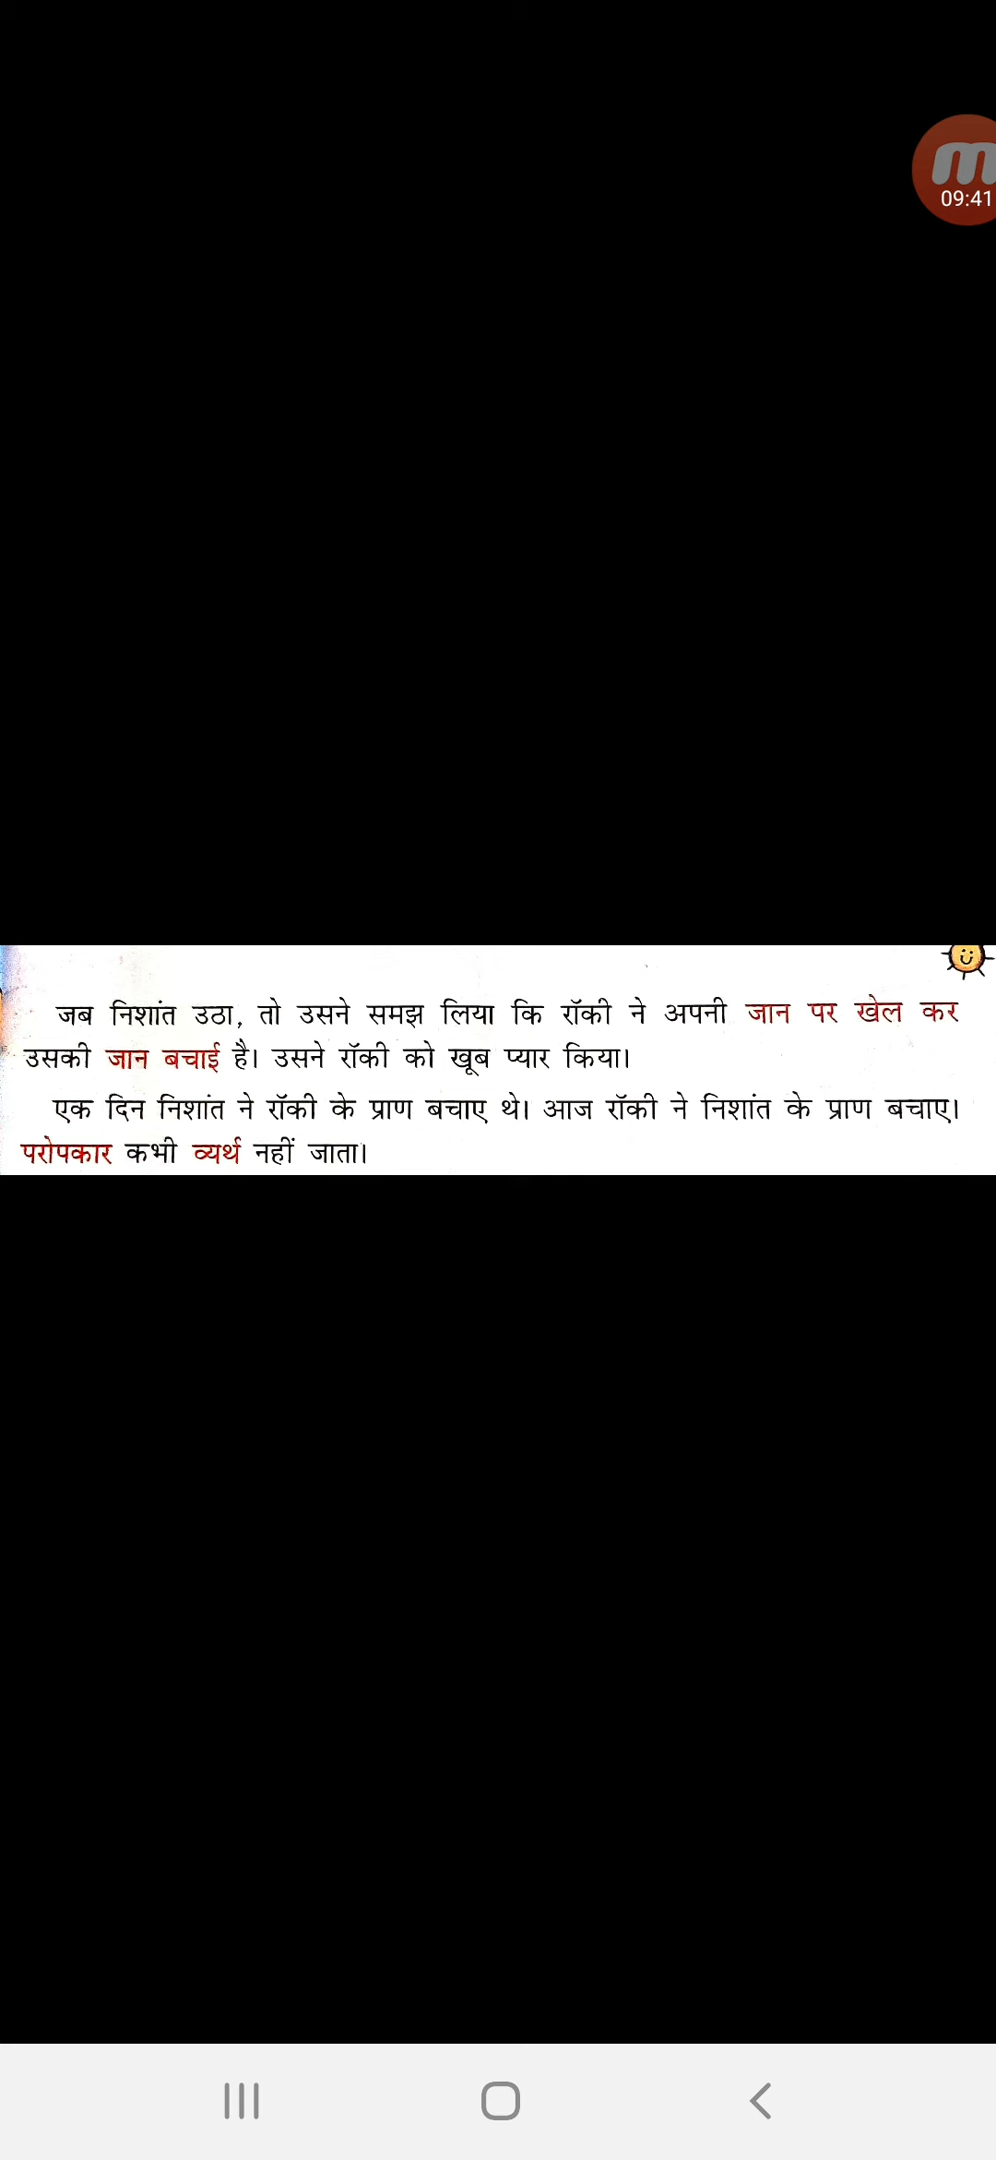 09:41
जब निशांत उठा, तो उसने समझ लिया कि रॉकी ने अपनी जान पर खेल कर
उसकी जान बचाई है। उसने रॉकी को खूब प्यार किया।
एक दिन निशांत ने रॉकी के प्राण बचाए थे। आज रॉकी ने निशांत के प्राण बचाए।
परोपकार कभी व्यर्थ नहीं जाता।